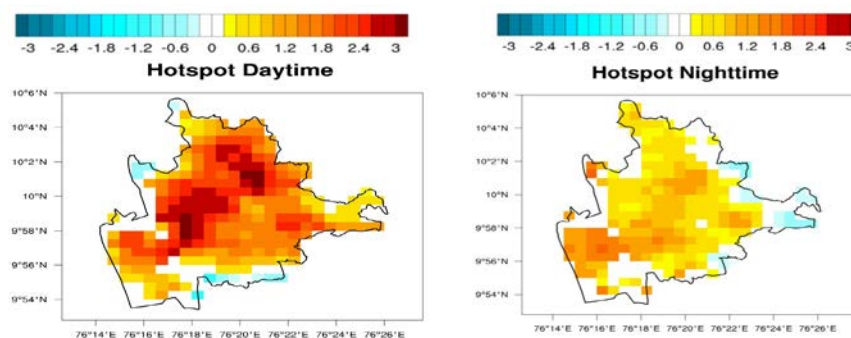 -3 -2.4 -1.8 -1.2 -0.6 0 0.6 1.2 1.8 2.4 3
Hotspot Daytime
10°6'N
10°4'N
10°2'N
10°N
9°58'N
9°56'N
9°54'N
76°14'E 76°16'E 76°18'E 76°20'E 76°22'E 76°24'E 76°26'E
-3 -2.4 -1.8 -1.2 -0.6 0 0.6 1.2 1.8 2.4 3
Hotspot Nighttime
10°6'N
10°4'N
10°2'N
10°N
9°58'N
9°56'N
9°54'N
76°14'E 76°16'E 76°18'E 76°20'E 76°22'E 76°24'E 76°26'E